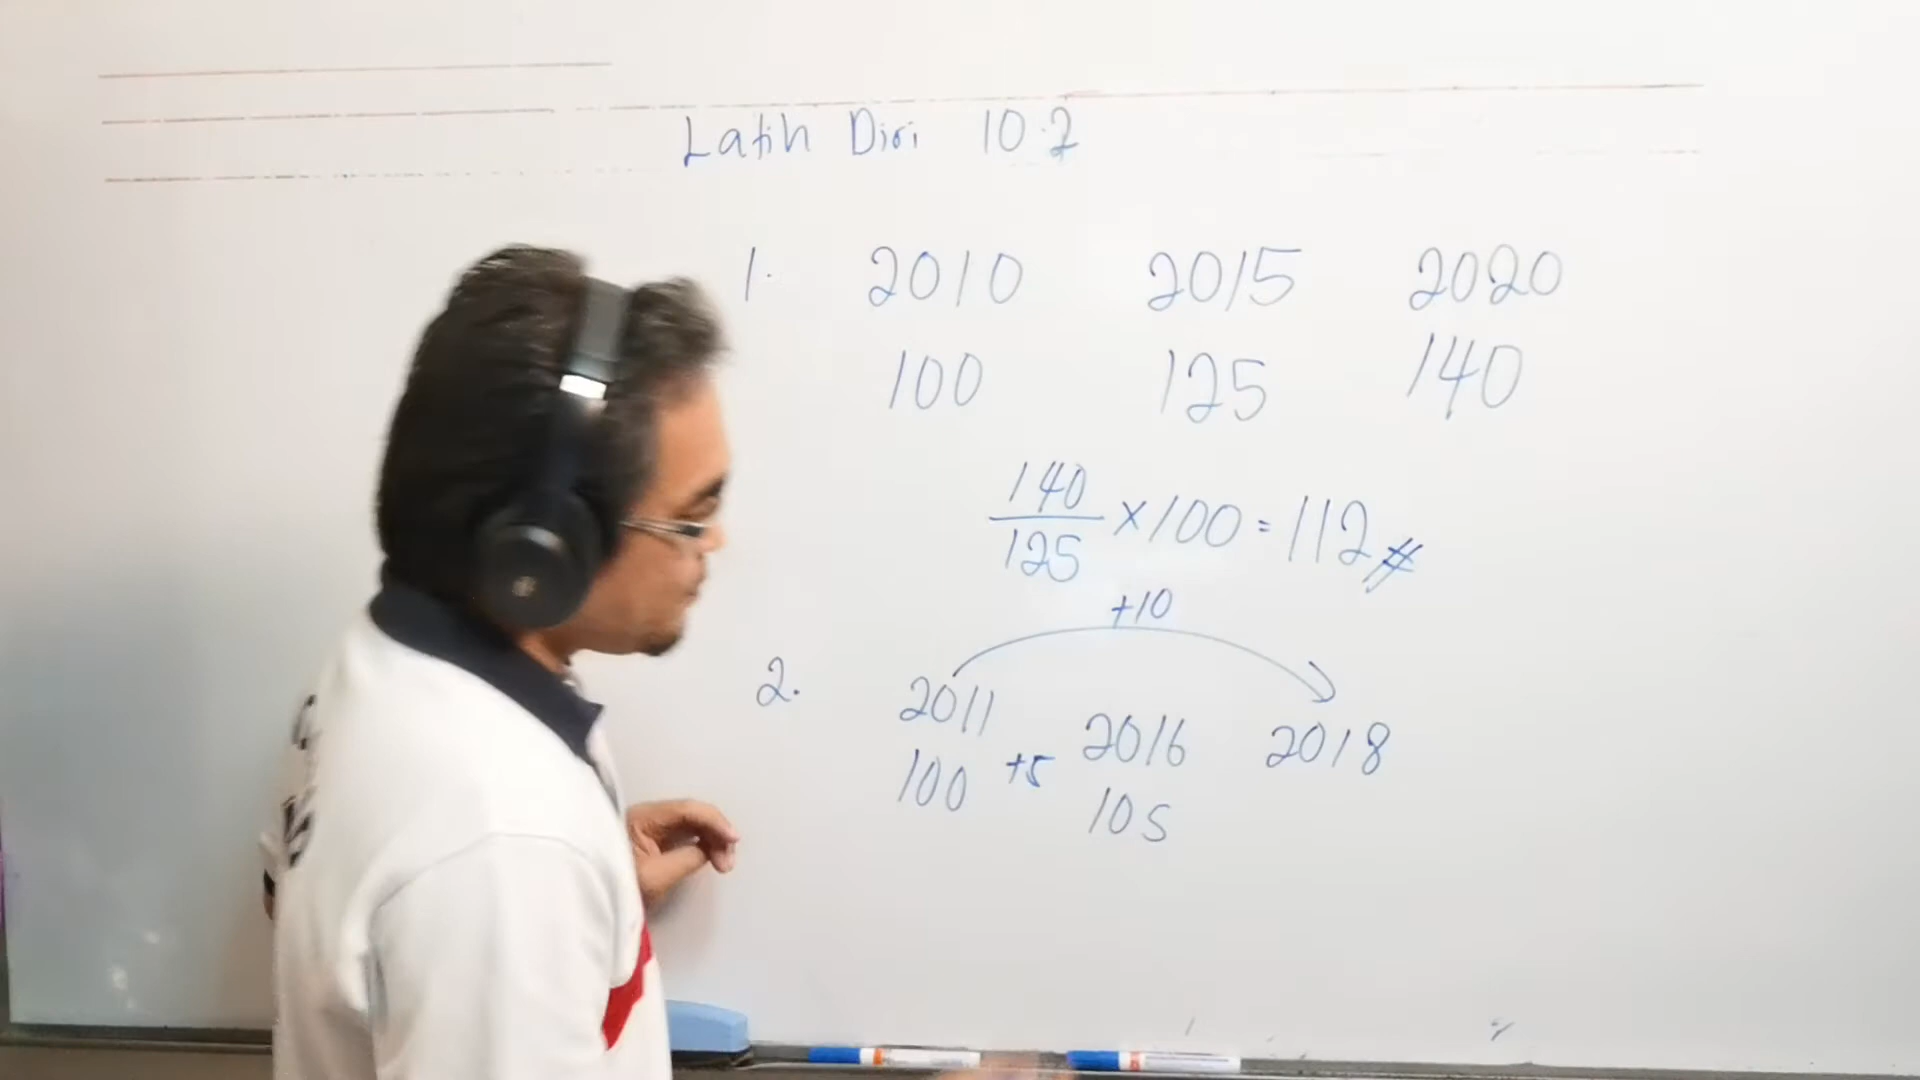 Latih Diri 10.2
1. 2010 2015 2020
100 125 140
140/125 × 100 = 112 #
+10
2. 2011 2016 2018
100 +5 105